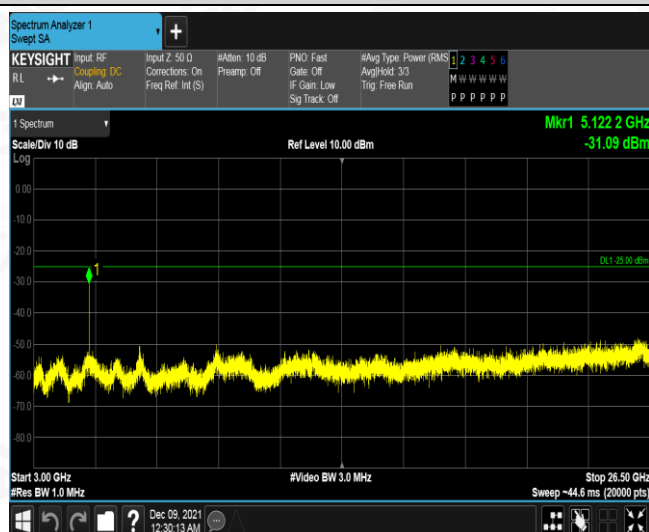 Spectrum Analyzer 1
Swept SA
KEYSIGHT
RL
LXI
Input: RF
Coupling: DC
Align: Auto
Input Z: 50 Ω
Corrections: On
Freq Ref: Int (S)
#Atten: 10 dB
Preamp: Off
PNO: Fast
Gate: Off
IF Gain: Low
Sig Track: Off
#Avg Type: Power (RMS
Avg|Hold: 3/3
Trig: Free Run
1 2 3 4 5 6
M W W W W W
P P P P P P
1 Spectrum
Scale/Div 10 dB
Log
Ref Level 10.00 dBm
Mkr1 5.122 2 GHz
-31.09 dBm
0.00
-10.0
-20.0
DL1 -25.00 dBm
1
-30.0
-40.0
-50.0
-60.0
-70.0
-80.0
Start 3.00 GHz
#Res BW 1.0 MHz
#Video BW 3.0 MHz
Stop 26.50 GHz
Sweep ~44.6 ms (20000 pts)
?
Dec 09, 2021
12:30:13 AM